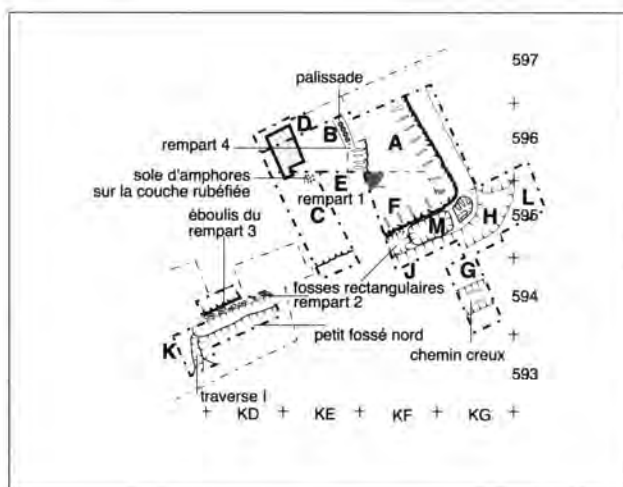 597
palissade
D
B
A
596
rempart 4
sole d'amphores
sur la couche rubéfiée
E
rempart 1
C
F
L
595
éboulis du
rempart 3
M
H
J
G
fosses rectangulaires
rempart 2
594
petit fossé nord
K
chemin creux
593
traverse I
KD
KE
KF
KG